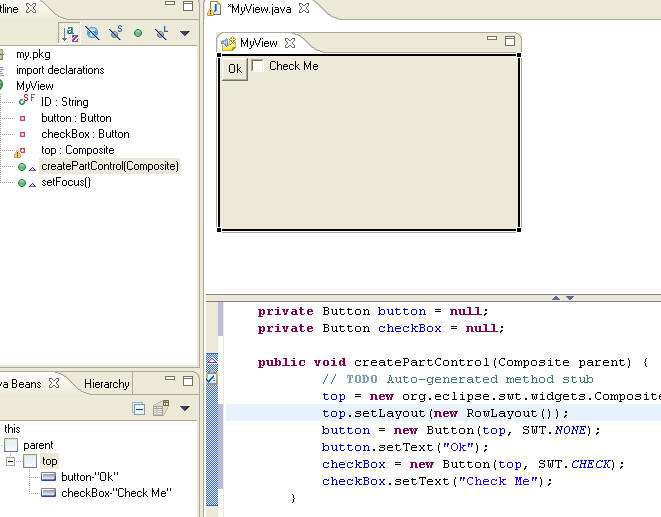 tline
a
z
S
L
my.pkg
import declarations
MyView
S F
ID : String
button : Button
checkBox : Button
top : Composite
createPartControl(Composite)
setFocus()
va Beans
Hierarchy
this
parent
top
button-"Ok"
checkBox-"Check Me"
*MyView.java
MyView
Ok
Check Me
private Button button = null;
private Button checkBox = null;
public void createPartControl(Composite parent) {
// TODO Auto-generated method stub
top = new org.eclipse.swt.widgets.Composite
top.setLayout(new RowLayout());
button = new Button(top, SWT.NONE);
button.setText("Ok");
checkBox = new Button(top, SWT.CHECK);
checkBox.setText("Check Me");
}